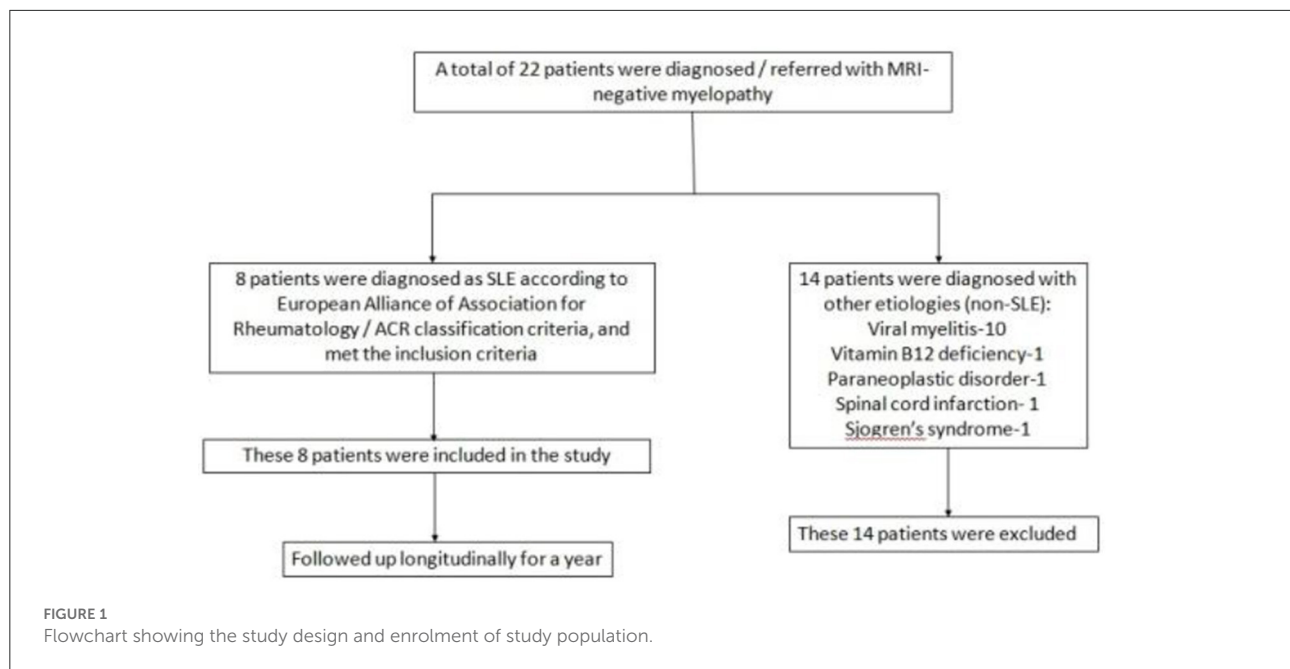 A total of 22 patients were diagnosed / referred with MRI-
negative myelopathy
8 patients were diagnosed as SLE according to
European Alliance of Association for
Rheumatology / ACR classification criteria, and
met the inclusion criteria
14 patients were diagnosed with
other etiologies (non-SLE):
Viral myelitis-10
Vitamin B12 deficiency-1
Paraneoplastic disorder-1
Spinal cord infarction- 1
Sjogren's syndrome-1
These 8 patients were included in the study
These 14 patients were excluded
Followed up longitudinally for a year
FIGURE 1
Flowchart showing the study design and enrolment of study population.